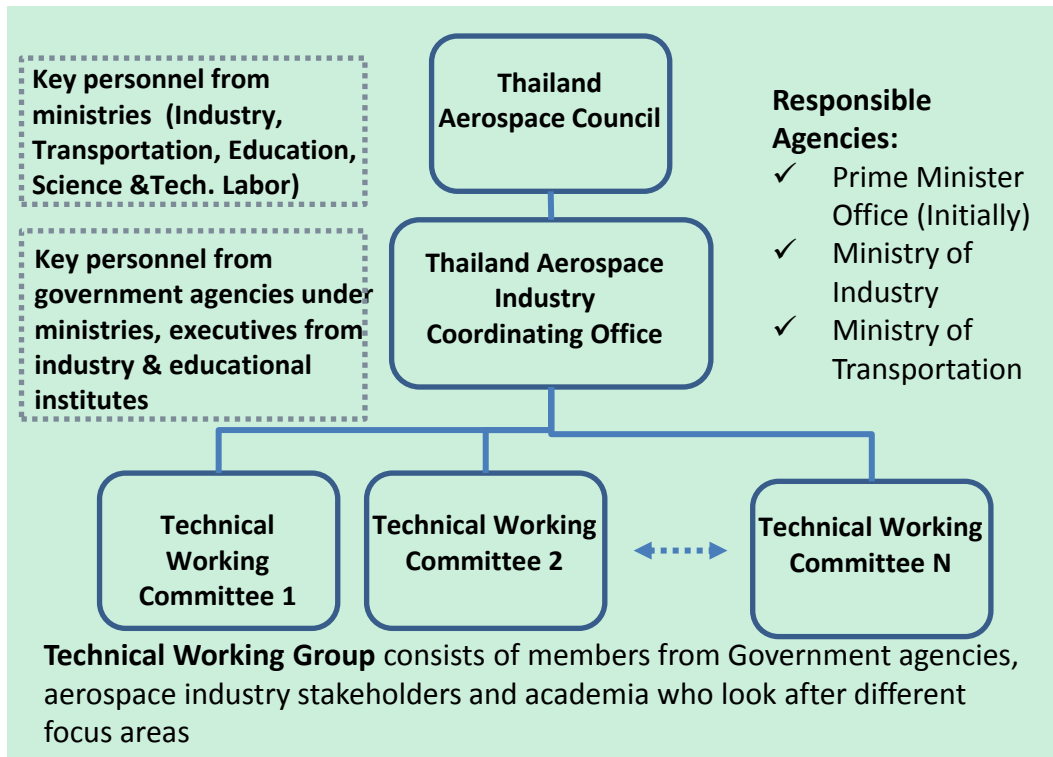 Key personnel from
ministries  (Industry,
Transportation, Education,
Science &Tech. Labor)
Thailand
Aerospace Council
Responsible
Agencies:
✓ Prime Minister
Office (Initially)
✓ Ministry of
Industry
✓ Ministry of
Transportation
Key personnel from
government agencies under
ministries, executives from
industry & educational
institutes
Thailand Aerospace
Industry
Coordinating Office
Technical
Working
Committee 1
Technical Working
Committee 2
Technical Working
Committee N
Technical Working Group consists of members from Government agencies,
aerospace industry stakeholders and academia who look after different
focus areas